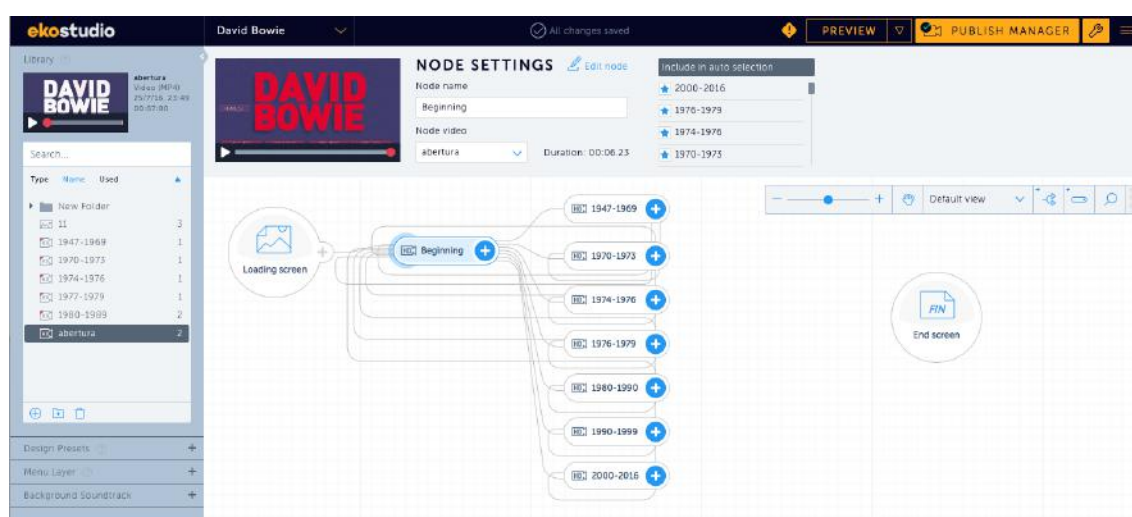 ekostudio
David Bowie
All changes saved
PREVIEW
PUBLISH MANAGER
Library
DAVID
BOWIE
abertura
Video (MP4)
25/7/16 23:49
DAVID
BOWIE
NODE SETTINGS
Edit node
Node name
Beginning
Node video
abertura
Duration: 00:06.23
Include in auto selection
2000-2016
1976-1979
1974-1976
1970-1973
Search...
Type Name Used
New Folder
11 3
1947-1969 1
1970-1973 1
1974-1976 1
1977-1979 1
1980-1989 2
abertura 2
Design Presets
Menu Layer
Background Soundtrack
Default view
Loading screen
Beginning
1947-1969
1970-1973
1974-1976
1976-1979
1980-1990
1990-1999
2000-2016
FIN
End screen